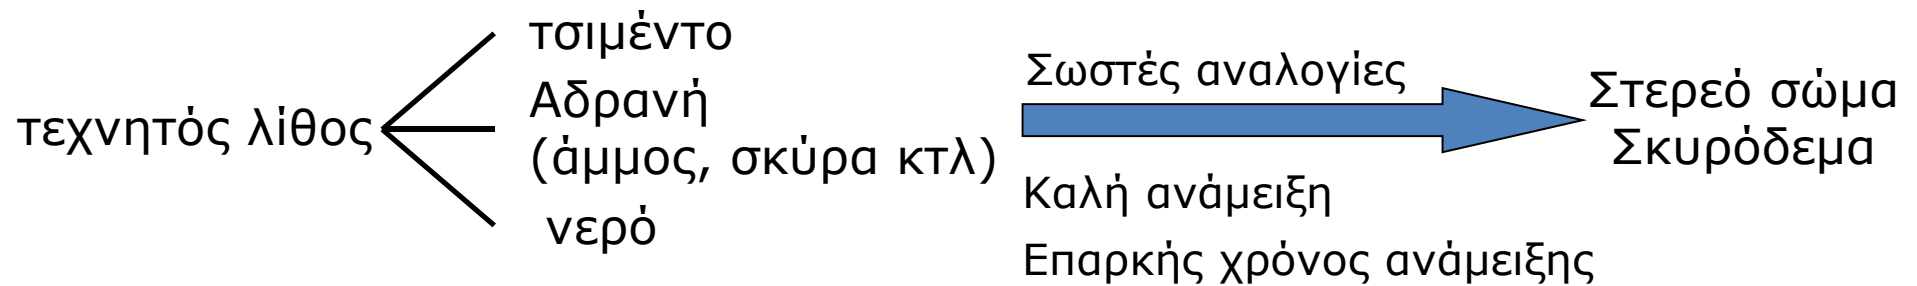 τεχνητός λίθος
τσιμέντο
Αδρανή
(άμμος, σκύρα κτλ)
νερό
Σωστές αναλογίες
Καλή ανάμειξη
Επαρκής χρόνος ανάμειξης
Στερεό σώμα
Σκυρόδεμα